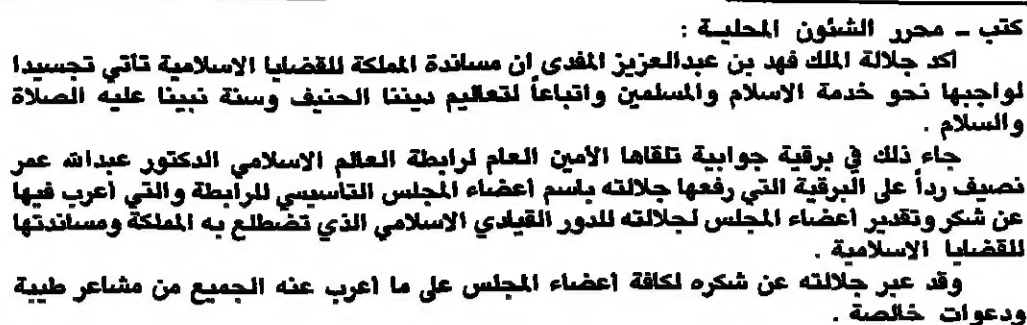 كتب ـ محرر الشئون المحلية :
اكد جلالة الملك فهد بن عبدالعزيز المفدى ان مساندة المملكة للقضايا الاسلامية تأتي تجسيدا
لواجبها نحو خدمة الاسلام والمسلمين واتباعاً لتعاليم ديننا الحنيف وسنة نبينا عليه الصلاة
والسلام .
جاء ذلك في برقية جوابية تلقاها الأمين العام لرابطة العالم الاسلامي الدكتور عبدالله عمر
نصيف رداً على البرقية التي رفعها جلالته باسم اعضاء المجلس التاسيسي للرابطة والتي اعرب فيها
عن شكر وتقدير اعضاء المجلس لجلالته للدور القيادي الاسلامي الذي تضطلع به المملكة ومساندتها
للقضايا الاسلامية .
وقد عبر جلالته عن شكره لكافة اعضاء المجلس على ما اعرب عنه الجميع من مشاعر طيبة
ودعوات خالصة .